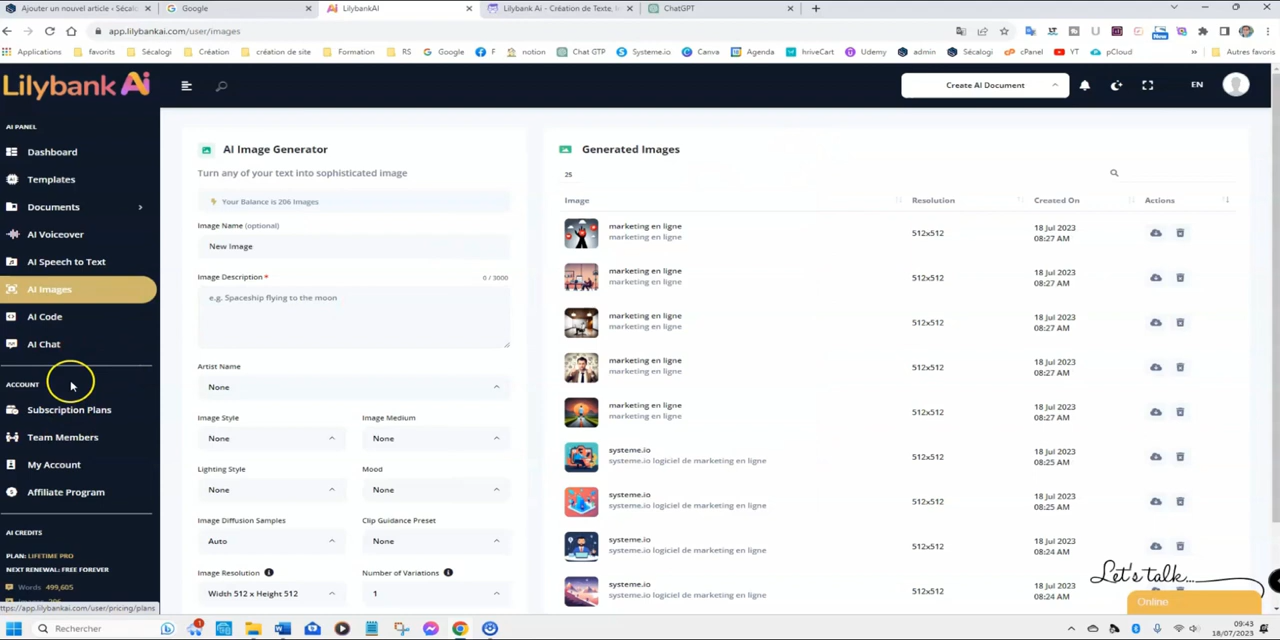 Ajouter un nouvel article ‹ Sécalo
Google
LilybankAI
Lilybank Ai - Création de Texte, M
ChatGPT
app.lilybankai.com/user/images
Applications
favorits
Sécalogi
Création
création de site
Formation
RS
Google
F
notion
Chat GTP
Systeme.io
Canva
Agenda
hriveCart
Udemy
admin
Sécalogi
cPanel
YT
pCloud
Autres favoris
Lilybank Ai
Create AI Document
EN
AI PANEL
Dashboard
Templates
Documents
AI Voiceover
AI Speech to Text
AI Images
AI Code
AI Chat
ACCOUNT
Subscription Plans
Team Members
My Account
Affiliate Program
AI CREDITS
PLAN: LIFETIME PRO
NEXT RENEWAL: FREE FOREVER
Words 499,605
https://app.lilybankai.com/user/pricing/plans
AI Image Generator
Turn any of your text into sophisticated image
Your Balance is 206 Images
Image Name (optional)
New Image
Image Description * 0 / 3000
e.g. Spaceship flying to the moon
Artist Name
None
Image Style Image Medium
None None
Lighting Style Mood
None None
Image Diffusion Samples Clip Guidance Preset
Auto None
Image Resolution Number of Variations
Width 512 x Height 512 1
Generated Images
25
Image Resolution Created On Actions
marketing en ligne
marketing en ligne
512x512
18 Jul 2023
08:27 AM
marketing en ligne
marketing en ligne
512x512
18 Jul 2023
08:27 AM
marketing en ligne
marketing en ligne
512x512
18 Jul 2023
08:27 AM
marketing en ligne
marketing en ligne
512x512
18 Jul 2023
08:27 AM
marketing en ligne
marketing en ligne
512x512
18 Jul 2023
08:27 AM
systeme.io
systeme.io logiciel de marketing en ligne
512x512
18 Jul 2023
08:25 AM
systeme.io
systeme.io logiciel de marketing en ligne
512x512
18 Jul 2023
08:25 AM
systeme.io
systeme.io logiciel de marketing en ligne
512x512
18 Jul 2023
08:24 AM
systeme.io
systeme.io logiciel de marketing en ligne
512x512
18 Jul 2023
08:24 AM
Let's talk...
Online
Rechercher
09:43
18/07/2023